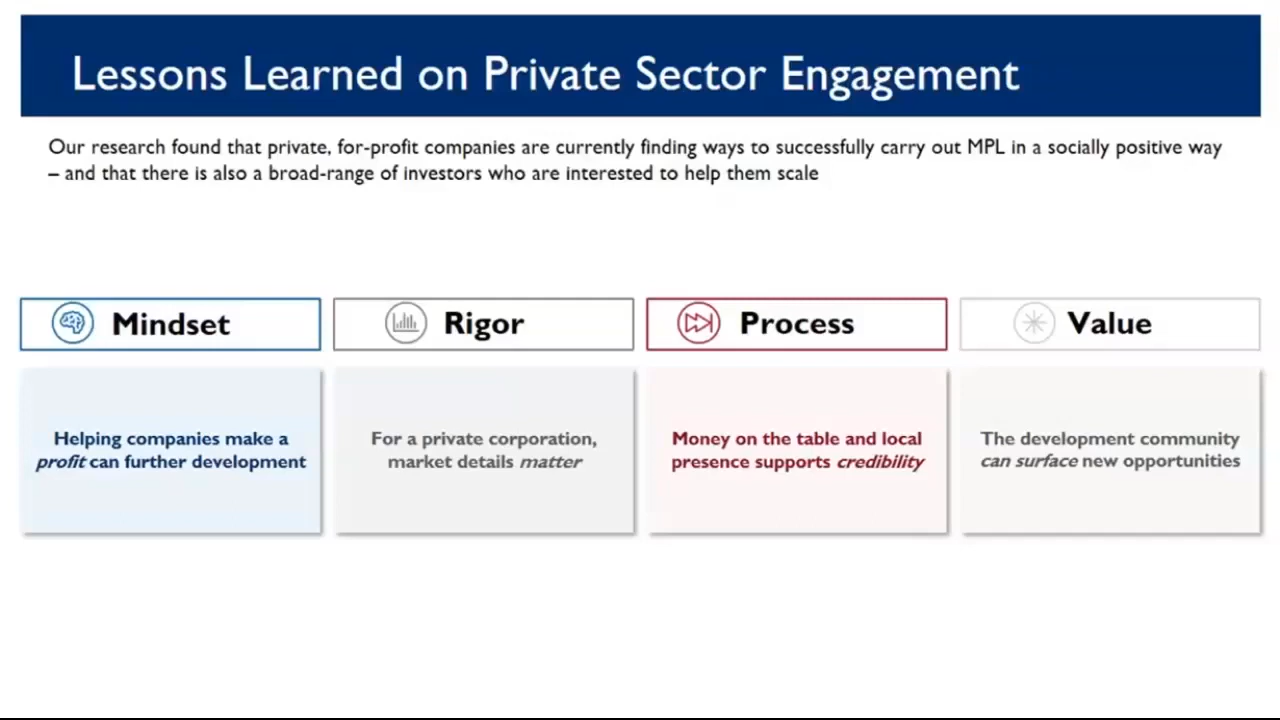 Lessons Learned on Private Sector Engagement
Our research found that private, for-profit companies are currently finding ways to successfully carry out MPL in a socially positive way
– and that there is also a broad-range of investors who are interested to help them scale
Mindset
Helping companies make a
profit can further development
Rigor
For a private corporation,
market details matter
Process
Money on the table and local
presence supports credibility
Value
The development community
can surface new opportunities